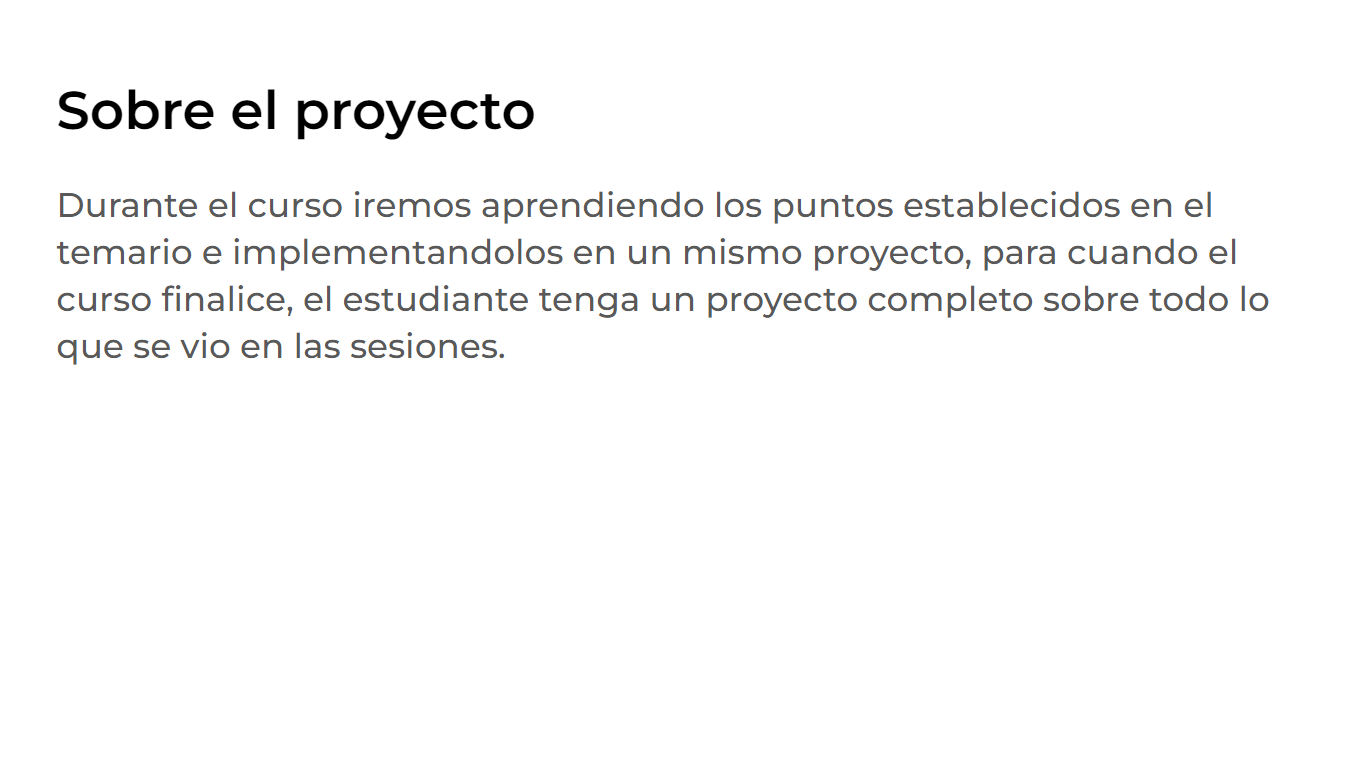 Sobre el proyecto
Durante el curso iremos aprendiendo los puntos establecidos en el
temario e implementandolos en un mismo proyecto, para cuando el
curso finalice, el estudiante tenga un proyecto completo sobre todo lo
que se vio en las sesiones.